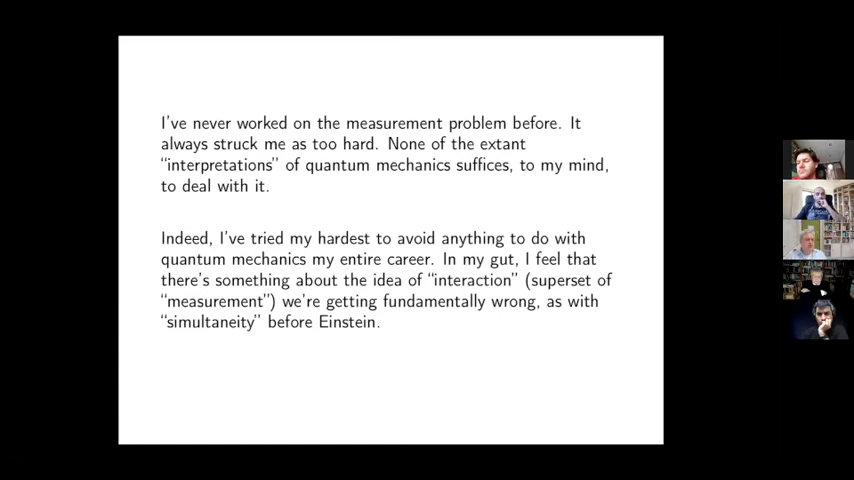 I've never worked on the measurement problem before. It
always struck me as too hard. None of the extant
“interpretations” of quantum mechanics suffices, to my mind,
to deal with it.
Indeed, I've tried my hardest to avoid anything to do with
quantum mechanics my entire career. In my gut, I feel that
there's something about the idea of “interaction” (superset of
“measurement”) we're getting fundamentally wrong, as with
“simultaneity” before Einstein.